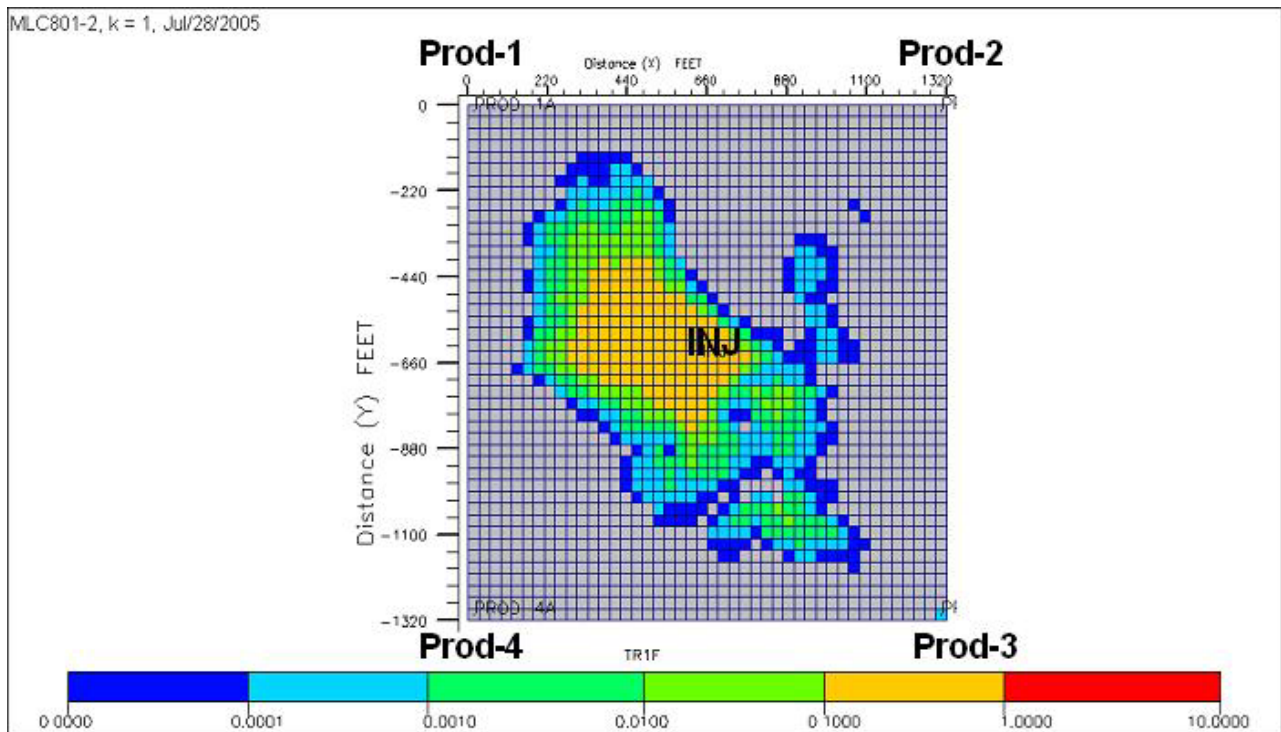 MLC801-2, k = 1, Jul/28/2005
Prod-1 Prod-2
Distance (X) FEET
0 220 440 660 880 1100 1320
PROD 1A
0
-220
-440
-660
-880
-1100
-1320
Distance (Y) FEET
INJ
PROD 4A
Prod-4 Prod-3
TR1F
0.0000 0.0001 0.0010 0.0100 0.1000 1.0000 10.0000